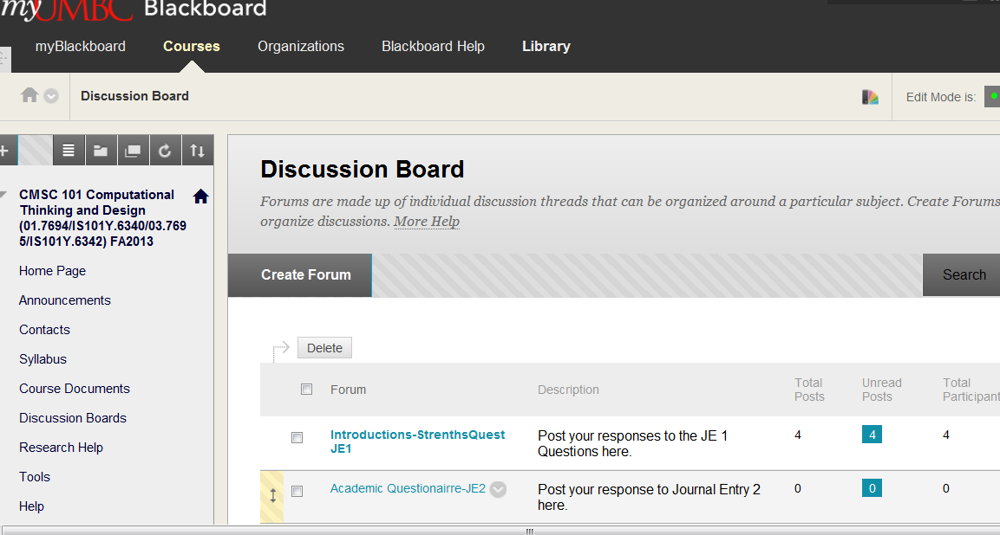 myUMBC Blackboard
myBlackboard Courses Organizations Blackboard Help Library
Discussion Board
Edit Mode is:
CMSC 101 Computational
Thinking and Design
(01.7694/IS101Y.6340/03.769
5/IS101Y.6342) FA2013
Home Page
Announcements
Contacts
Syllabus
Course Documents
Discussion Boards
Research Help
Tools
Help
Discussion Board
Forums are made up of individual discussion threads that can be organized around a particular subject. Create Forums
organize discussions. More Help
Create Forum
Search
Delete
Forum Description Total Posts Unread Posts Total Participant
Introductions-StrenthsQuest
JE1
Post your responses to the JE 1
Questions here.
4 4 4
Academic Questionairre-JE2
Post your response to Journal Entry 2
here.
0 0 0